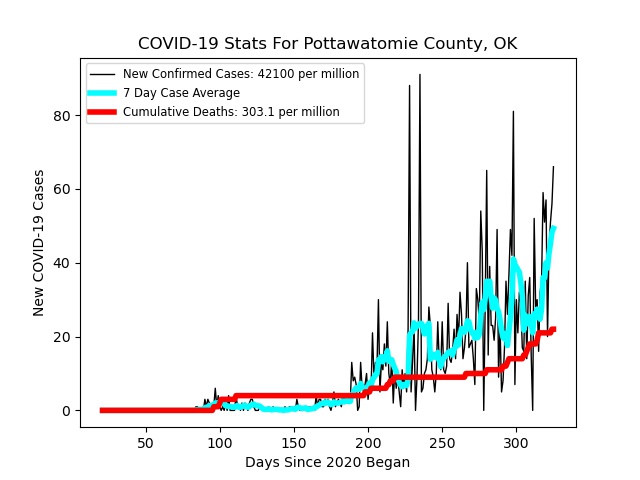 COVID-19 Stats For Pottawatomie County, OK
New Confirmed Cases: 42100 per million
7 Day Case Average
Cumulative Deaths: 303.1 per million
New COVID-19 Cases
80
60
40
20
0
50 100 150 200 250 300
Days Since 2020 Began